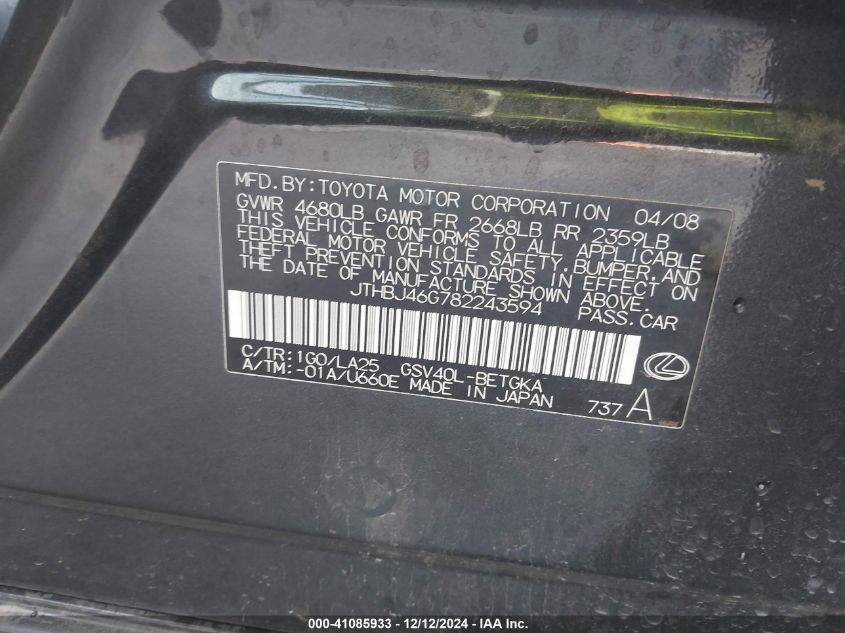 MFD.BY:TOYOTA MOTOR CORPORATION 04/08
GVWR 4680LB GAWR FR 2668LB RR 2359LB
THIS VEHICLE CONFORMS TO ALL APPLICABLE
FEDERAL MOTOR VEHICLE SAFETY,BUMPER,AND
THEFT PREVENTION STANDARDS IN EFFECT ON
THE DATE OF MANUFACTURE SHOWN ABOVE.
JTHBJ46G782243594 PASS.CAR
C/TR:1G0/LA25 GSV40L-BETGKA
A/TM:-01A/U660E MADE IN JAPAN 737 A
000-41085933 - 12/12/2024 - IAA Inc.